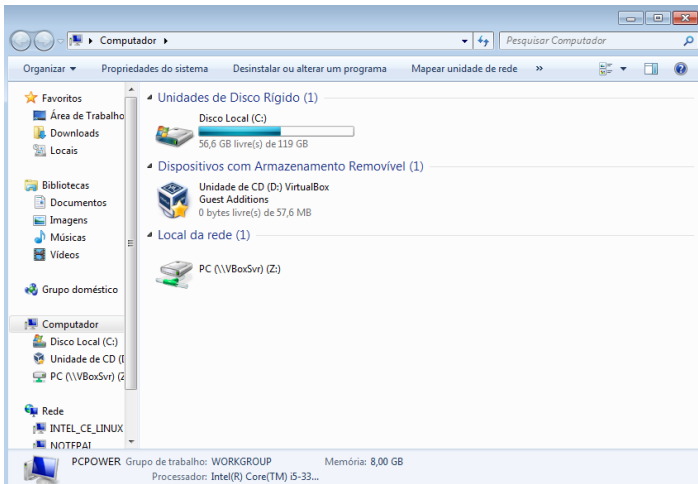 Computador
Pesquisar Computador
Organizar
Propriedades do sistema
Desinstalar ou alterar um programa
Mapear unidade de rede
»
Favoritos
Área de Trabalho
Downloads
Locais
Bibliotecas
Documentos
Imagens
Músicas
Vídeos
Grupo doméstico
Computador
Disco Local (C:)
Unidade de CD (D
PC (\\VBoxSvr) (Z
Rede
INTEL_CE_LINUX
NOTEPAI
Unidades de Disco Rígido (1)
Disco Local (C:)
56,6 GB livre(s) de 119 GB
Dispositivos com Armazenamento Removível (1)
Unidade de CD (D:) VirtualBox
Guest Additions
0 bytes livre(s) de 57,6 MB
Local da rede (1)
PC (\\VBoxSvr) (Z:)
PCPOWER Grupo de trabalho: WORKGROUP Memória: 8,00 GB
Processador: Intel(R) Core(TM) i5-33...